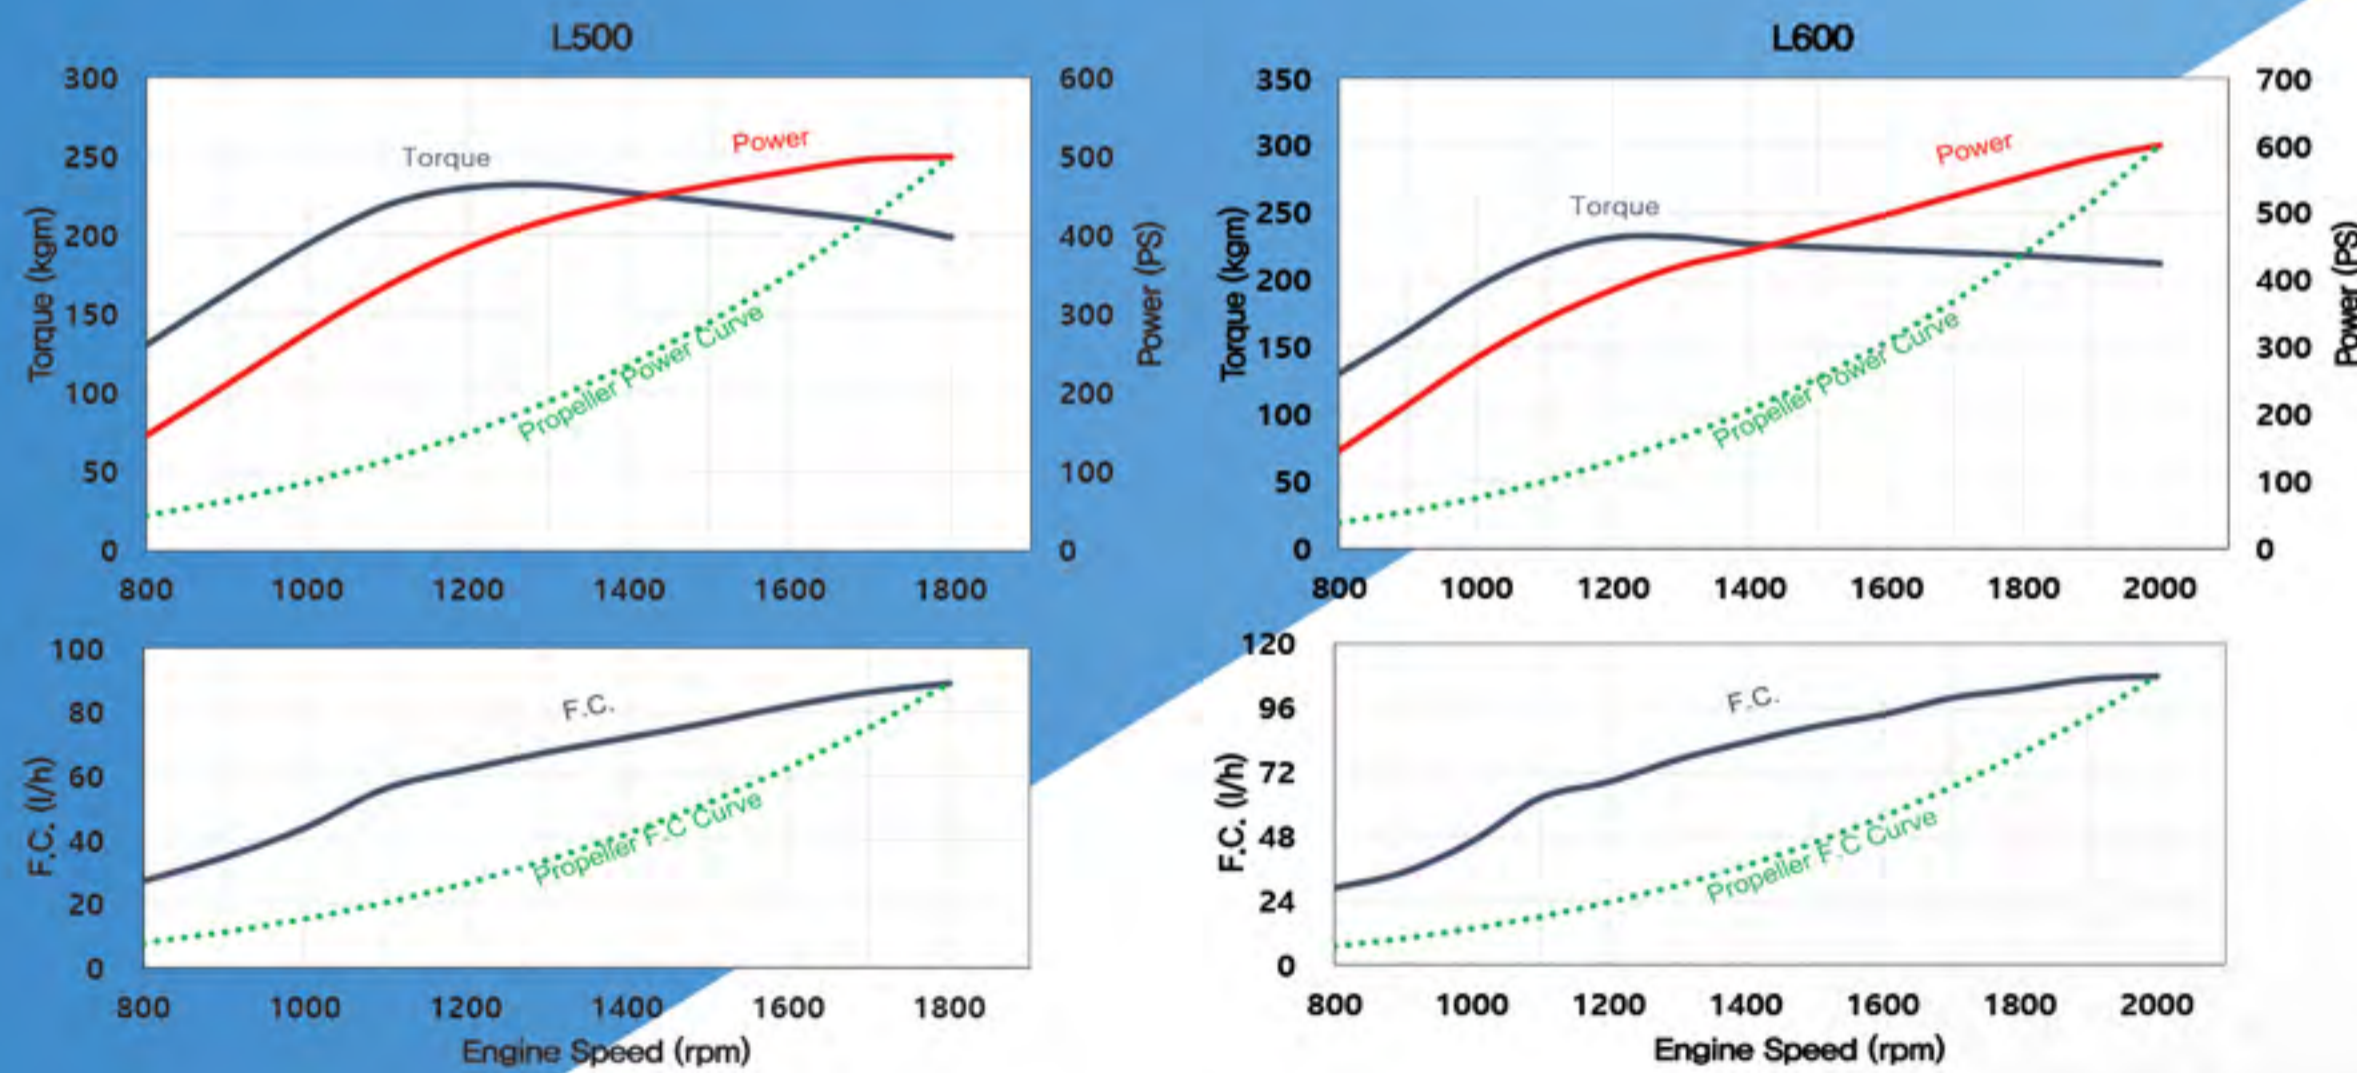 L500
300
250
200
150
100
50
0
Torque (kgm)
600
500
400
300
200
100
0
Power (PS)
Torque
Power
Propeller Power Curve
800 1000 1200 1400 1600 1800
100
80
60
40
20
0
F.C. (l/h)
F.C.
Propeller F.C Curve
800 1000 1200 1400 1600 1800
Engine Speed (rpm)
L600
350
300
250
200
150
100
50
0
Torque (kgm)
700
600
500
400
300
200
100
0
Power (PS)
Torque
Power
Propeller Power Curve
800 1000 1200 1400 1600 1800 2000
120
96
72
48
24
0
F.C. (l/h)
F.C.
Propeller F.C Curve
800 1000 1200 1400 1600 1800 2000
Engine Speed (rpm)